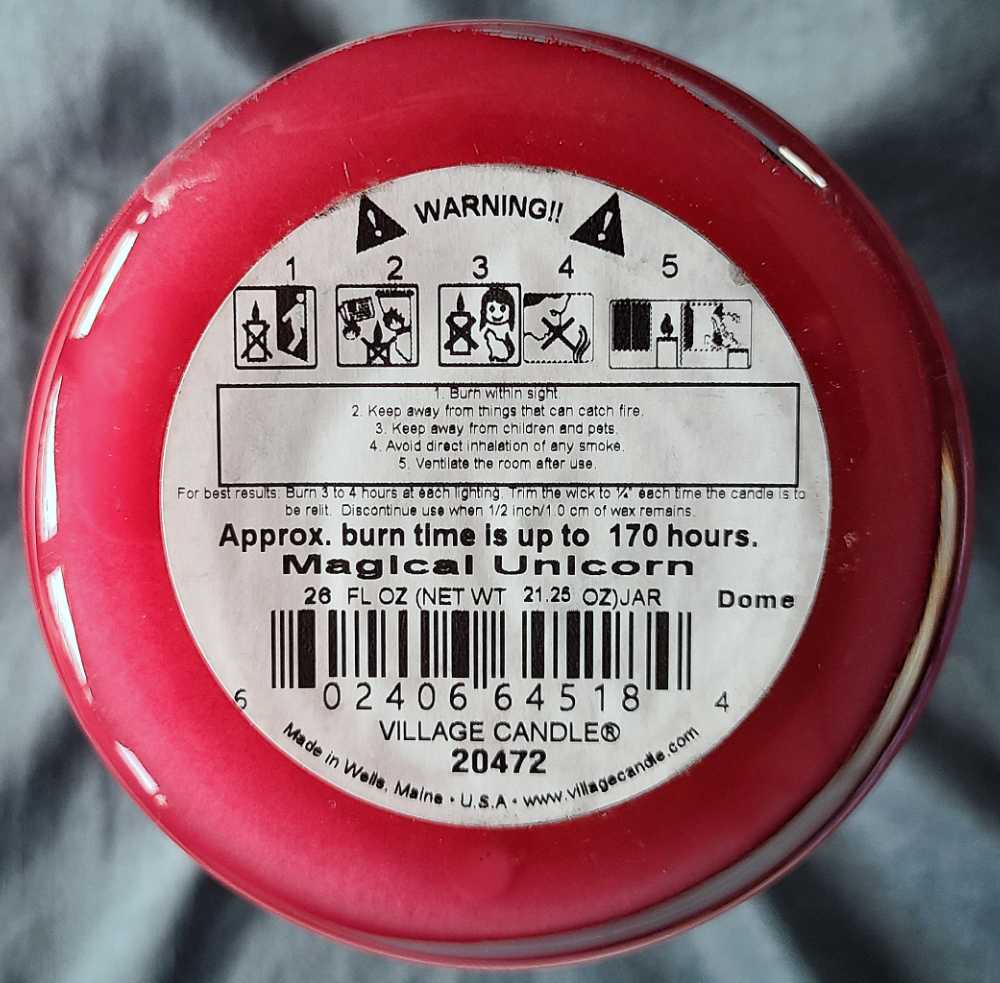 WARNING!!
1 2 3 4 5
1. Burn within sight.
2. Keep away from things that can catch fire.
3. Keep away from children and pets.
4. Avoid direct inhalation of any smoke.
5. Ventilate the room after use.
For best results: Burn 3 to 4 hours at each lighting. Trim the wick to ¼" each time the candle is to
be relit. Discontinue use when 1/2 inch/1.0 cm of wax remains.
Approx. burn time is up to 170 hours.
Magical Unicorn
26 FL OZ (NET WT 21.25 OZ)JAR Dome
6 02406 64518 4
VILLAGE CANDLE®
20472
Made in Wells, Maine • U.S.A • www.villagecandle.com